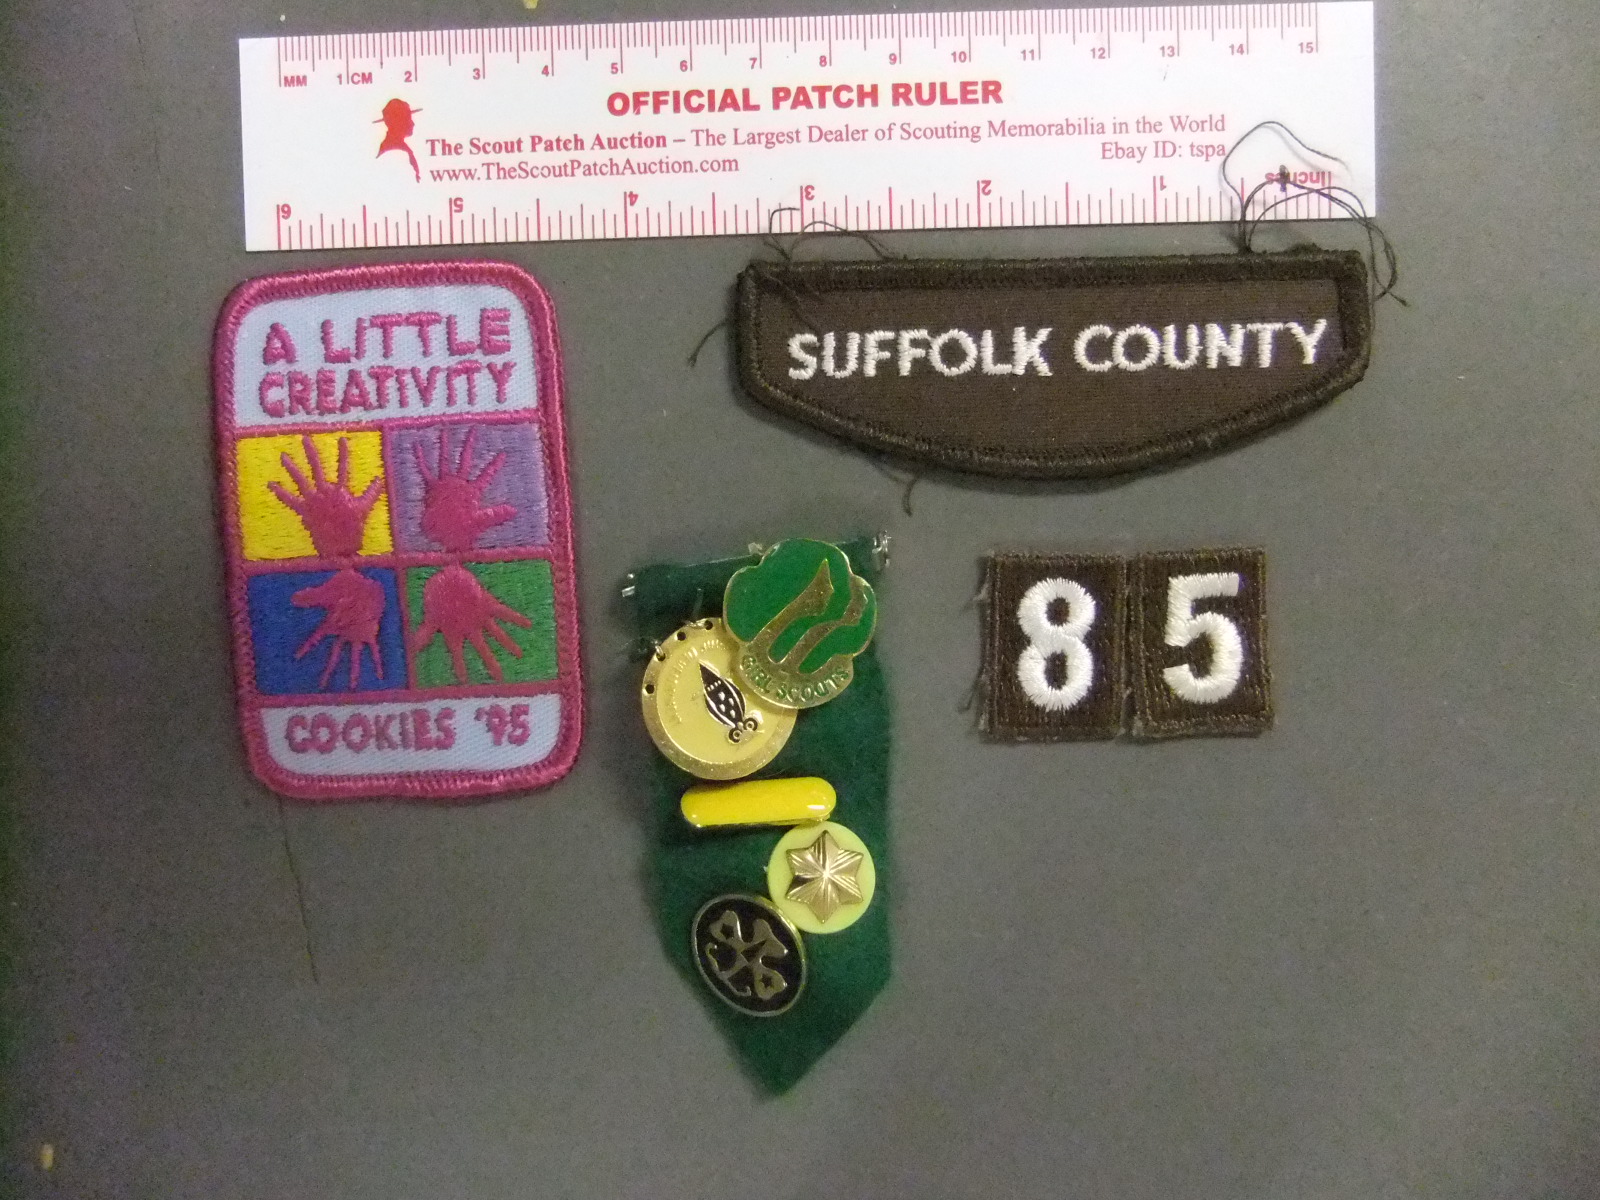 MM 1 CM 2 3 4 5 6 7 8 9 10 11 12 13 14 15
OFFICIAL PATCH RULER
The Scout Patch Auction – The Largest Dealer of Scouting Memorabilia in the World
www.TheScoutPatchAuction.com
Ebay ID: tspa
6 5 4 3 2 1 Inches
A LITTLE
CREATIVITY
COOKIES '95
SUFFOLK COUNTY
GIRL SCOUTS
8 5